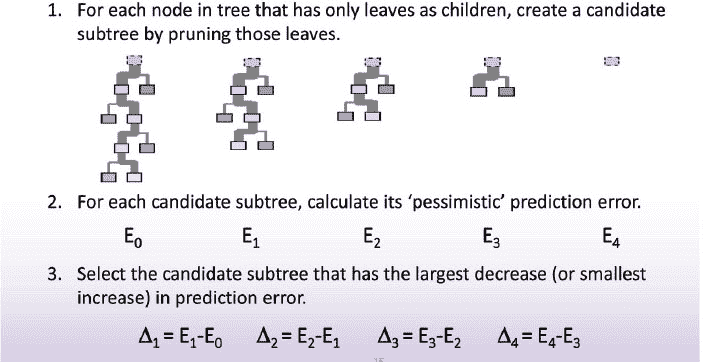 1. For each node in tree that has only leaves as children, create a candidate
subtree by pruning those leaves.
2. For each candidate subtree, calculate its ‘pessimistic’ prediction error.
E₀ E₁ E₂ E₃ E₄
3. Select the candidate subtree that has the largest decrease (or smallest
increase) in prediction error.
Δ₁ = E₁-E₀ Δ₂ = E₂-E₁ Δ₃ = E₃-E₂ Δ₄ = E₄-E₃